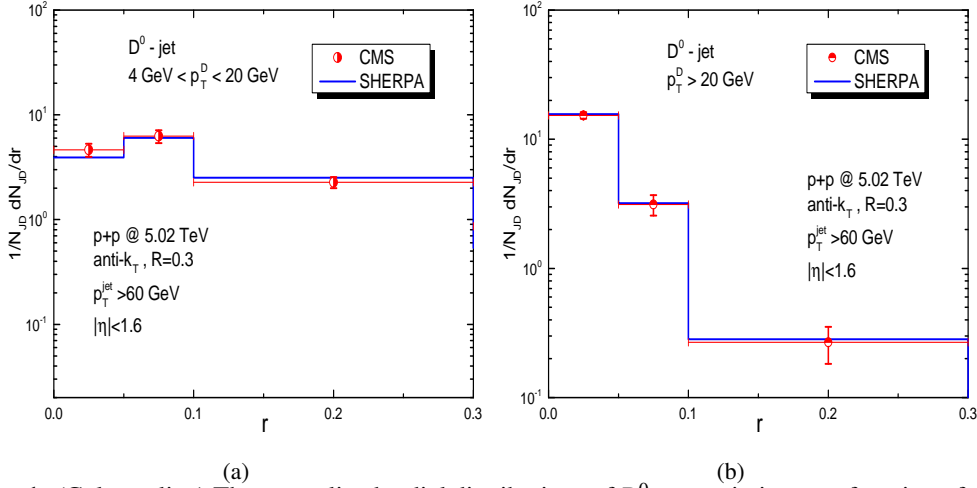 10²
10¹
10⁰
10⁻¹
1/N_JD dN_JD/dr
D⁰ - jet
4 GeV < p_T^D < 20 GeV
CMS
SHERPA
p+p @ 5.02 TeV
anti-k_T , R=0.3
p_T^jet >60 GeV
|η|<1.6
0.0 0.1 0.2 0.3
r
(a)
10²
10¹
10⁰
10⁻¹
1/N_JD dN_JD/dr
D⁰ - jet
p_T^D > 20 GeV
CMS
SHERPA
p+p @ 5.02 TeV
anti-k_T , R=0.3
p_T^jet >60 GeV
|η|<1.6
0.0 0.1 0.2 0.3
r
(b)